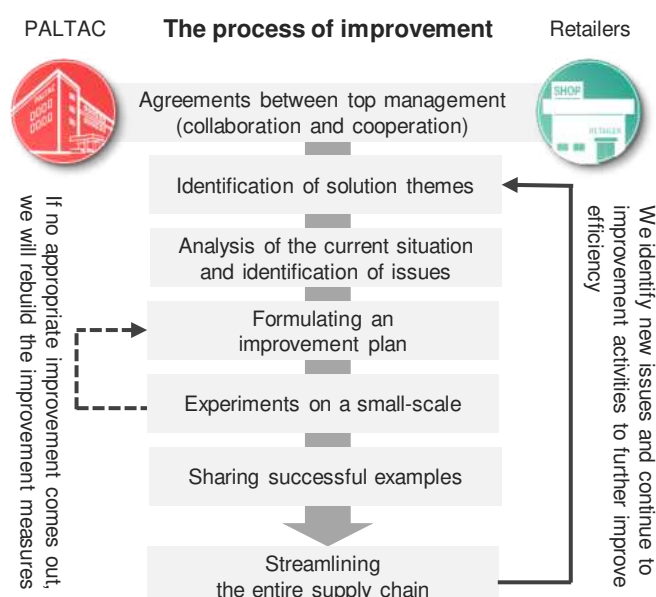 PALTAC
The process of improvement
Retailers
PALTAC
SHOP
RETAILER
Agreements between top management
(collaboration and cooperation)
Identification of solution themes
Analysis of the current situation
and identification of issues
Formulating an
improvement plan
Experiments on a small-scale
Sharing successful examples
Streamlining
the entire supply chain
If no appropriate improvement comes out,
we will rebuild the improvement measures
We identify new issues and continue to
improvement activities to further improve
efficiency